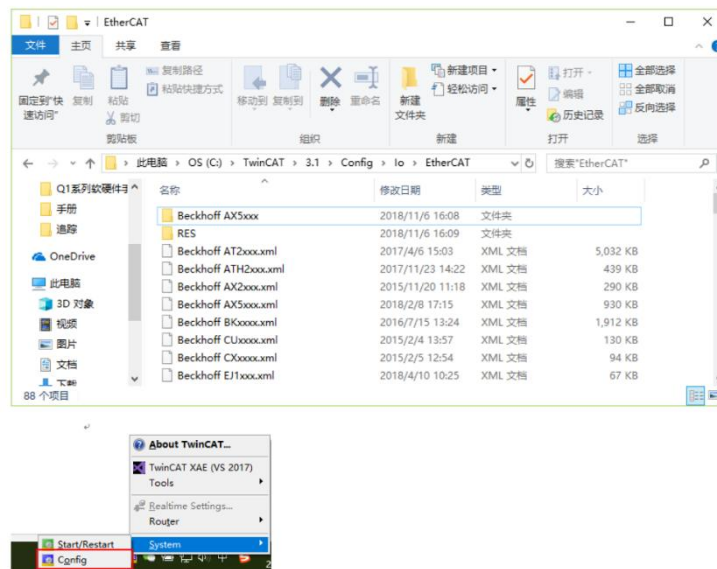 EtherCAT
文件 主页 共享 查看
固定到"快速访问" 复制 粘贴 复制路径 粘贴快捷方式 剪切
移动到 复制到 删除 重命名
新建文件夹 新建项目 轻松访问
属性 打开 编辑 历史记录
全部选择 全部取消 反向选择
剪贴板 组织 新建 打开 选择
此电脑 > OS (C:) > TwinCAT > 3.1 > Config > Io > EtherCAT 搜索"EtherCAT"
名称 修改日期 类型 大小
Q1系列软硬件手
手册
追踪
OneDrive
此电脑
3D 对象
视频
图片
文档
下载
Beckhoff AX5xxx 2018/11/6 16:08 文件夹
RES 2018/11/6 16:09 文件夹
Beckhoff AT2xxx.xml 2017/4/6 15:03 XML 文档 5,032 KB
Beckhoff ATH2xxx.xml 2017/11/23 14:22 XML 文档 439 KB
Beckhoff AX2xxx.xml 2015/11/20 11:18 XML 文档 290 KB
Beckhoff AX5xxx.xml 2018/2/8 17:15 XML 文档 930 KB
Beckhoff BKxxxx.xml 2016/7/15 13:24 XML 文档 1,912 KB
Beckhoff CUxxxx.xml 2015/2/4 13:57 XML 文档 130 KB
Beckhoff CXxxxx.xml 2015/2/5 12:54 XML 文档 94 KB
Beckhoff EJ1xxx.xml 2018/4/10 10:25 XML 文档 67 KB
88 个项目
About TwinCAT...
TwinCAT XAE (VS 2017)
Tools
Realtime Settings...
Router
System
Start/Restart
Config
中
2